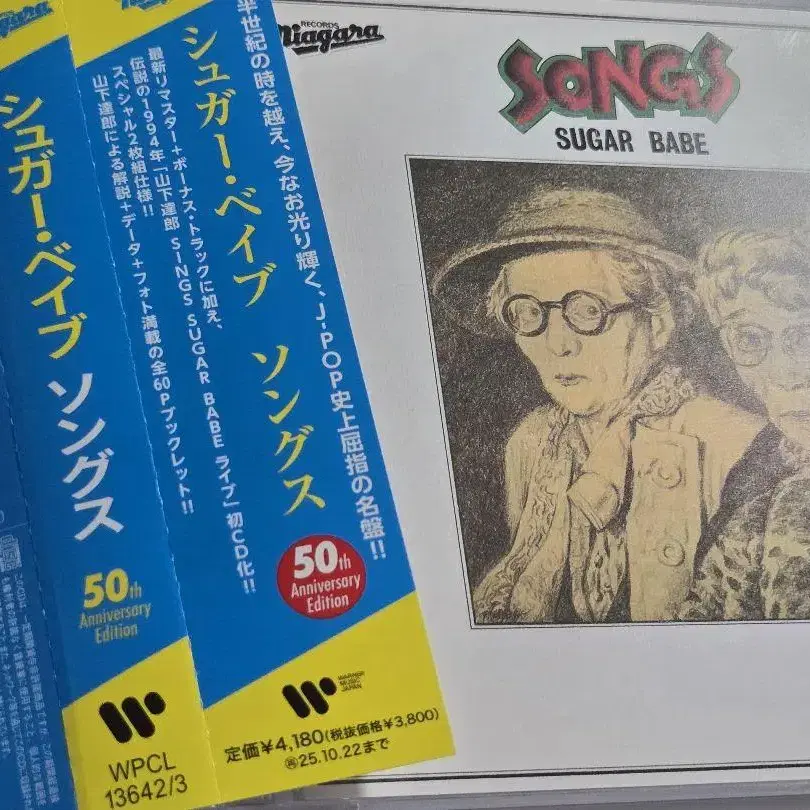 Niagara
シュガー・ベイブ ソングス
50th
Anniversary
Edition
WPCL
13642/3
半世紀の時を越え、今なお光り輝く、J-POP史上屈指の名盤!!
シュガー・ベイブ ソングス
最新リマスター+ボーナス・トラックに加え、
伝説の1994年「山下達郎 SINGS SUGAR BABE ライブ」初CD化!!
スペシャル2枚組仕様!!
山下達郎による解説+データ+フォト満載の全60Pブックレット!!
50th
Anniversary
Edition
WARNER
MUSIC
JAPAN
定価¥4,180(税抜価格¥3,800)
25.10.22まで
RECORDS
Niagara
SONGS
SUGAR BABE